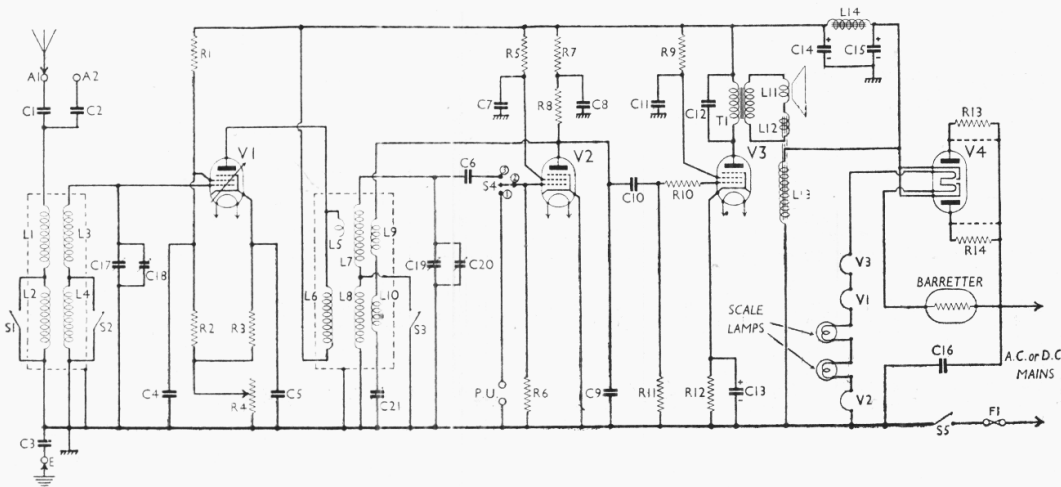 L14
R1
R5
R7
R9
C14
+
-
+
-
C15
A1
A2
C1
C2
C7
R8
C8
C11
C12
T1
L11
L12
R13
V1
V2
V3
V4
C6
S4
C10
R10
L13
R14
L1
L3
L5
L7
L9
C17
C18
C19
C20
V3
BARRETTER
V1
L2
L4
L6
L8
L10
S1
S2
S3
R2
R3
SCALE
LAMPS
A.C. or D.C
MAINS
C16
C4
R4
C5
C21
P.U
R6
C9
R11
R12
+
-
C13
V2
S5
F1
C3
E